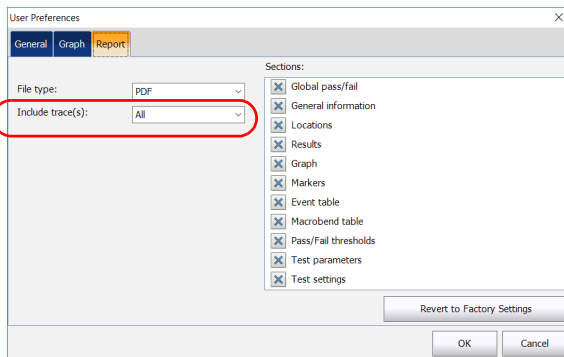 User Preferences
General Graph Report
Sections:
File type: PDF
Include trace(s): All
Global pass/fail
General information
Locations
Results
Graph
Markers
Event table
Macrobend table
Pass/Fail thresholds
Test parameters
Test settings
Revert to Factory Settings
OK Cancel